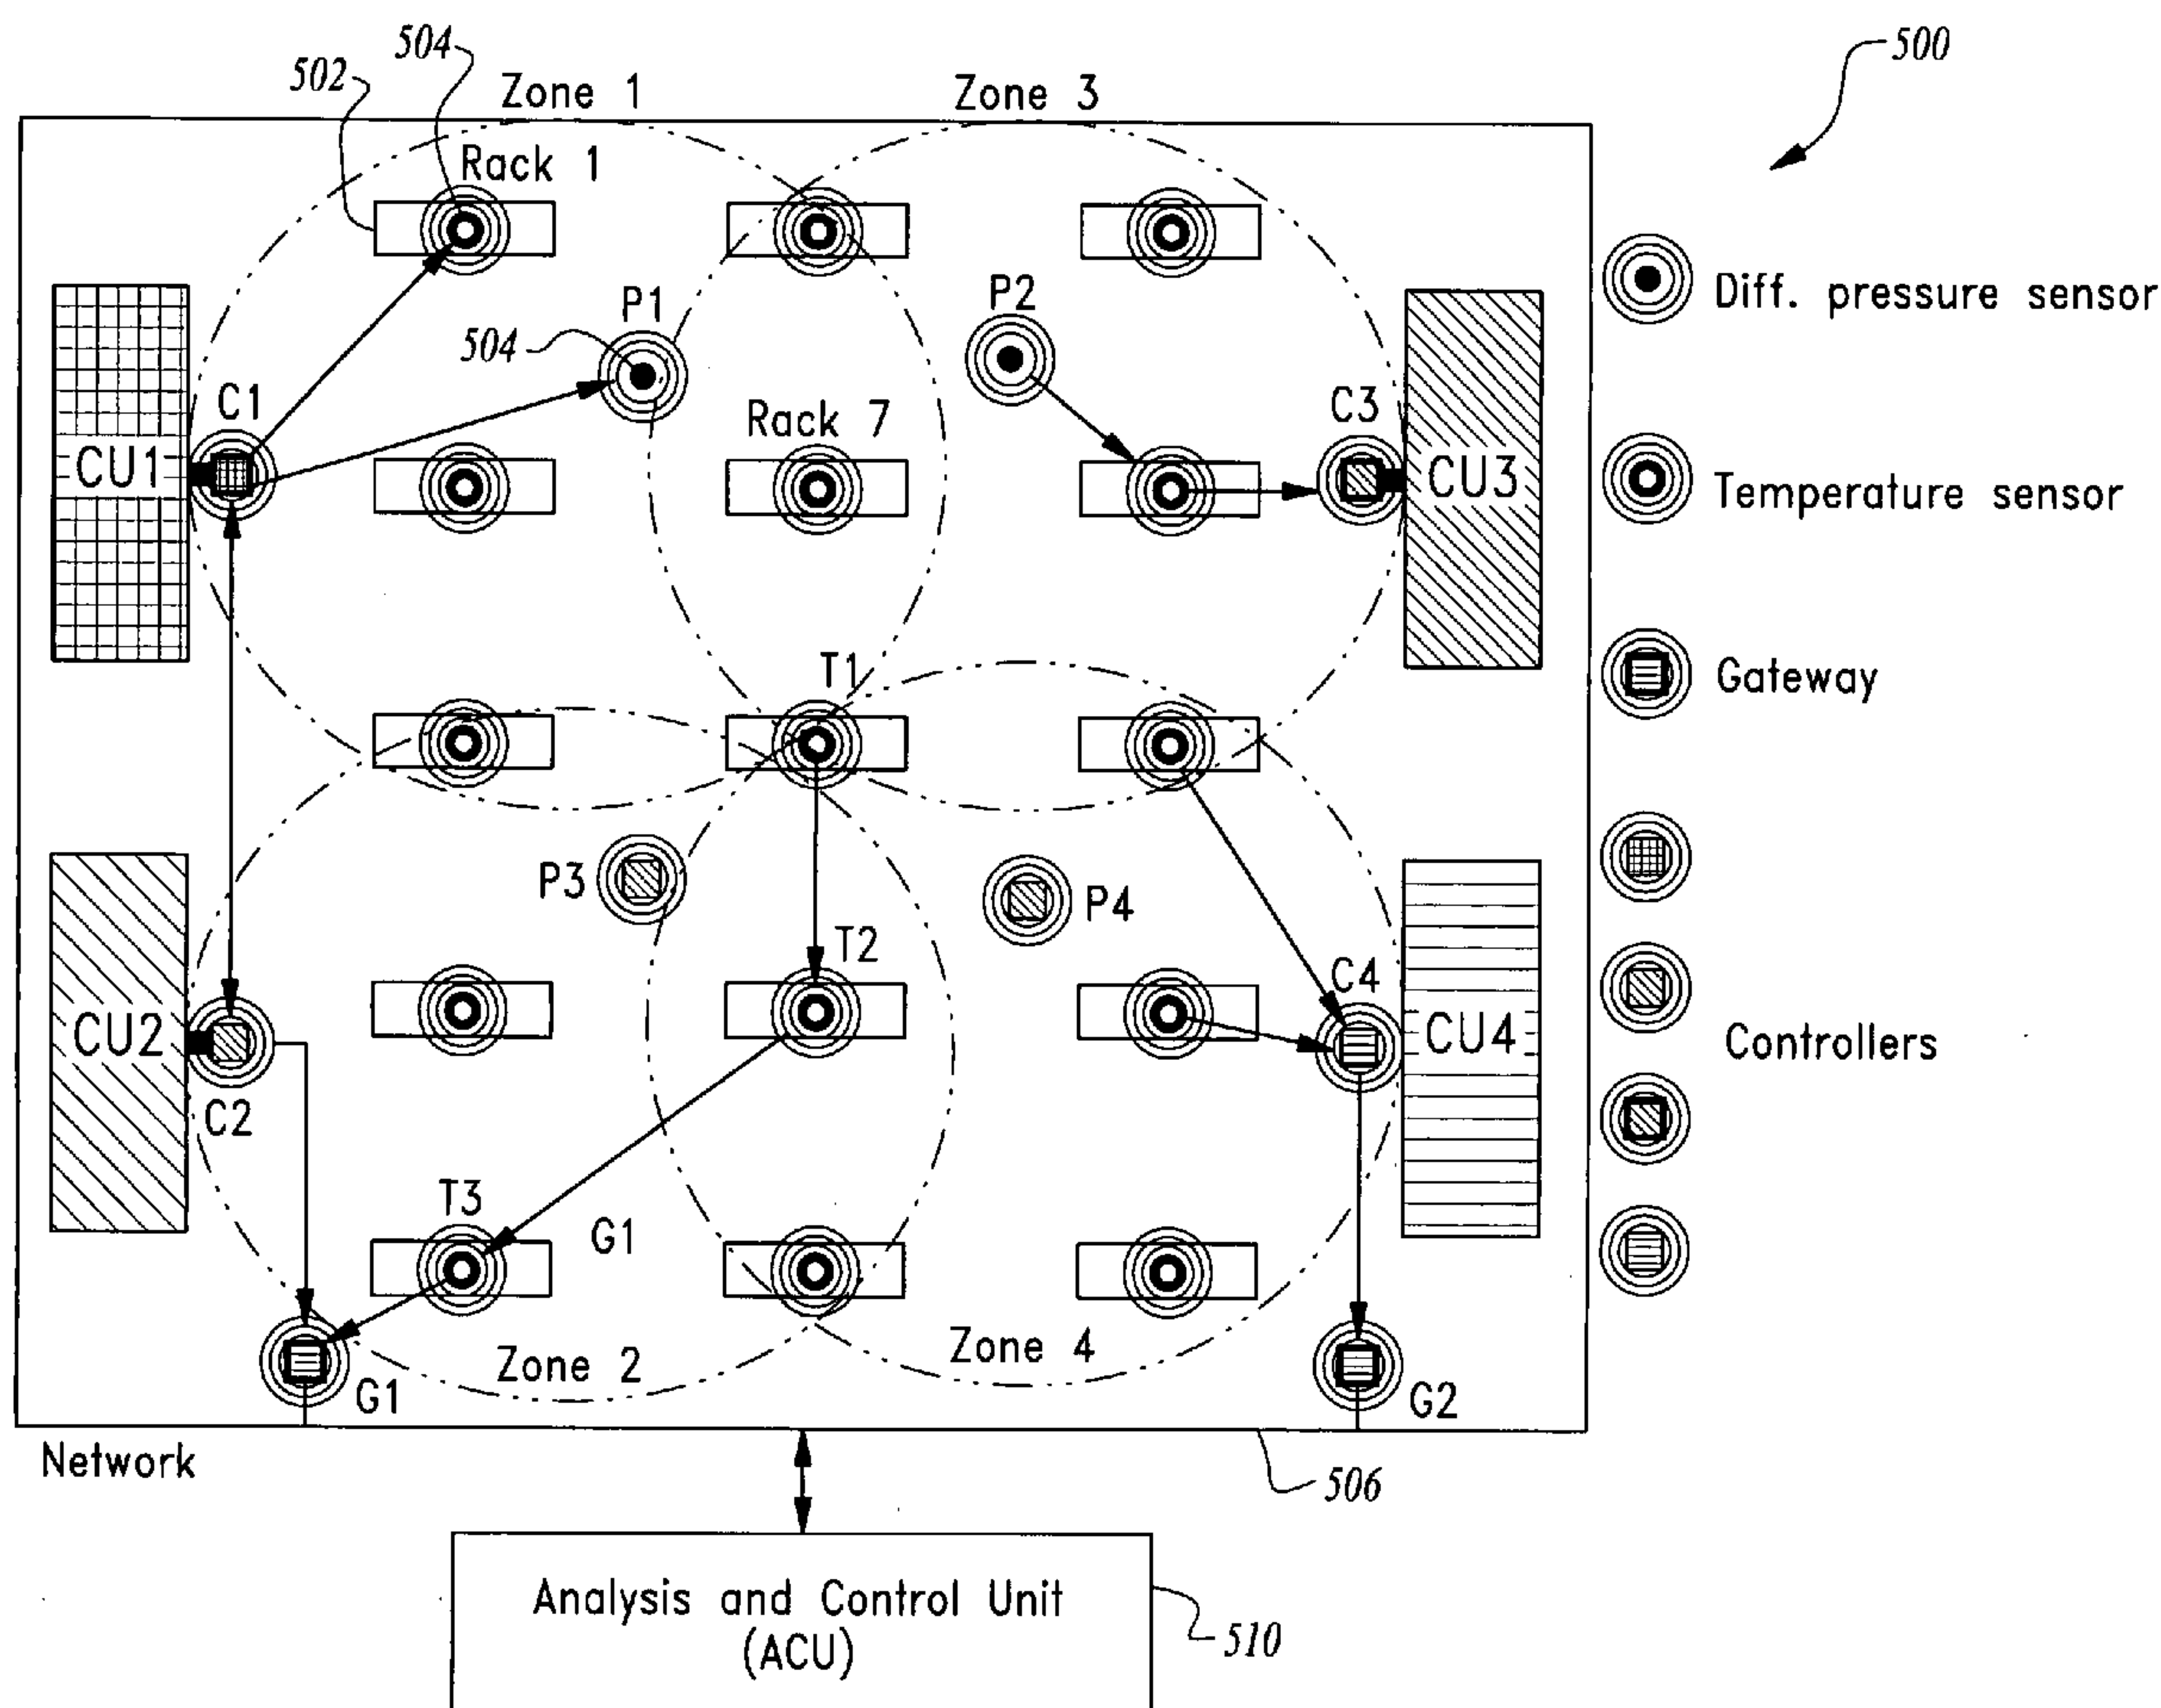 504
502
Zone 1
Zone 3
500
Rack 1
P1
P2
Diff. pressure sensor
504
C1
Rack 7
C3
CU1
CU3
Temperature sensor
T1
Gateway
P3
P4
T2
C4
CU2
CU4
Controllers
C2
T3
G1
Zone 2
Zone 4
G1
G2
Network
506
Analysis and Control Unit
(ACU)
510